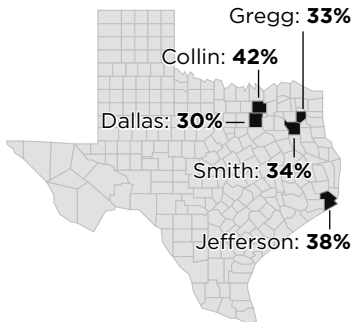 Gregg: 33%
Collin: 42%
Dallas: 30%
Smith: 34%
Jefferson: 38%